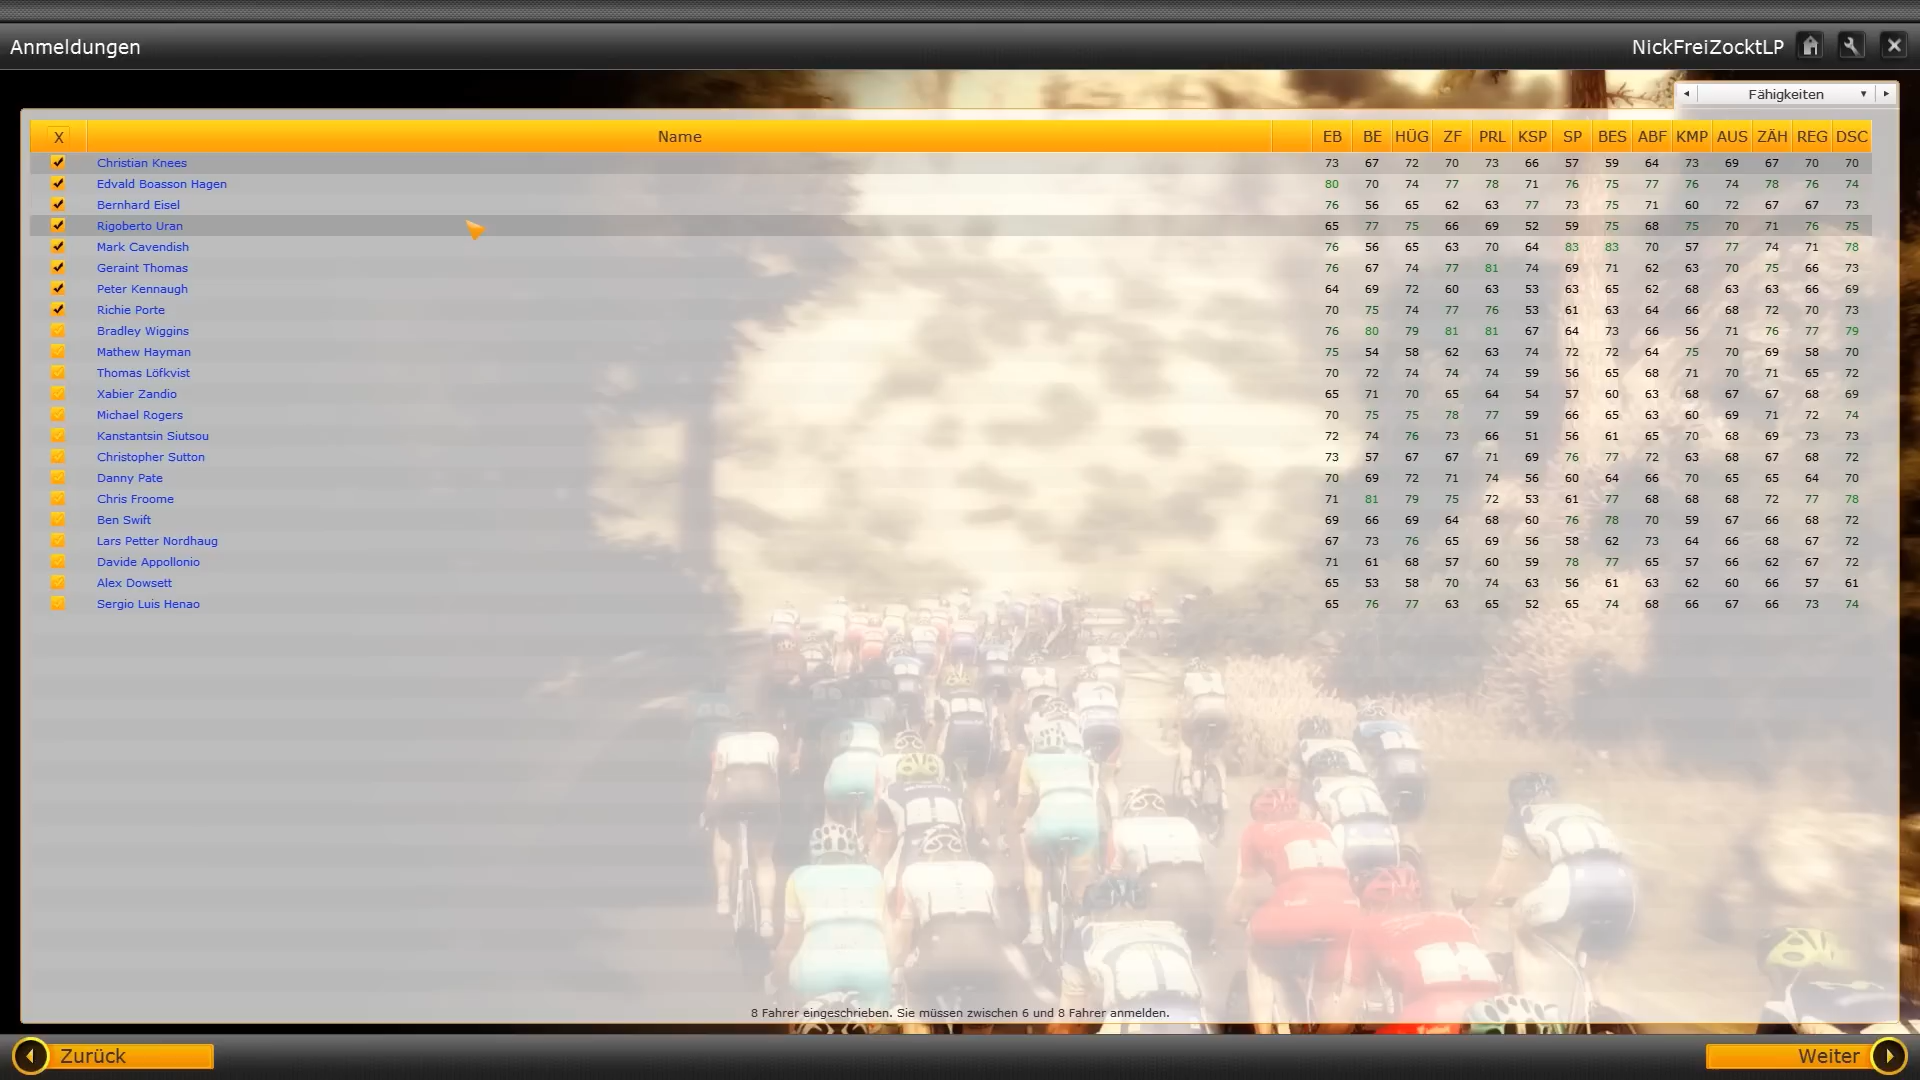 Anmeldungen
NickFreiZocktLP
Fähigkeiten
X Name EB BE HÜG ZF PRL KSP SP BES ABF KMP AUS ZÄH REG DSC
Christian Knees 73 67 72 70 73 66 57 59 64 73 69 67 70 70
Edvald Boasson Hagen 80 70 74 77 78 71 76 75 77 76 74 78 76 74
Bernhard Eisel 76 56 65 62 63 77 73 75 71 60 72 67 67 73
Rigoberto Uran 65 77 75 66 69 52 59 75 68 75 70 71 76 75
Mark Cavendish 76 56 65 63 70 64 83 83 70 57 77 74 71 78
Geraint Thomas 76 67 74 77 81 74 69 71 62 63 70 75 66 73
Peter Kennaugh 64 69 72 60 63 53 63 65 62 68 63 63 66 69
Richie Porte 70 75 74 77 76 53 61 63 64 66 68 72 70 73
Bradley Wiggins 76 80 79 81 81 67 64 73 66 56 71 76 77 79
Mathew Hayman 75 54 58 62 63 74 72 72 64 75 70 69 58 70
Thomas Löfkvist 70 72 74 74 74 59 56 65 68 71 70 71 65 72
Xabier Zandio 65 71 70 65 64 54 57 60 63 68 67 67 68 69
Michael Rogers 70 75 75 78 77 59 66 65 63 60 69 71 72 74
Kanstantsin Siutsou 72 74 76 73 66 51 56 61 65 70 68 69 73 73
Christopher Sutton 73 57 67 67 71 69 76 77 72 63 68 67 68 72
Danny Pate 70 69 72 71 74 56 60 64 66 70 65 65 64 70
Chris Froome 71 81 79 75 72 53 61 77 68 68 68 72 77 78
Ben Swift 69 66 69 64 68 60 76 78 70 59 67 66 68 72
Lars Petter Nordhaug 67 73 76 65 69 56 58 62 73 64 66 68 67 72
Davide Appollonio 71 61 68 57 60 59 78 77 65 57 66 62 67 72
Alex Dowsett 65 53 58 70 74 63 56 61 63 62 60 66 57 61
Sergio Luis Henao 65 76 77 63 65 52 65 74 68 66 67 66 73 74
8 Fahrer eingeschrieben. Sie müssen zwischen 6 und 8 Fahrer anmelden.
Zurück
Weiter